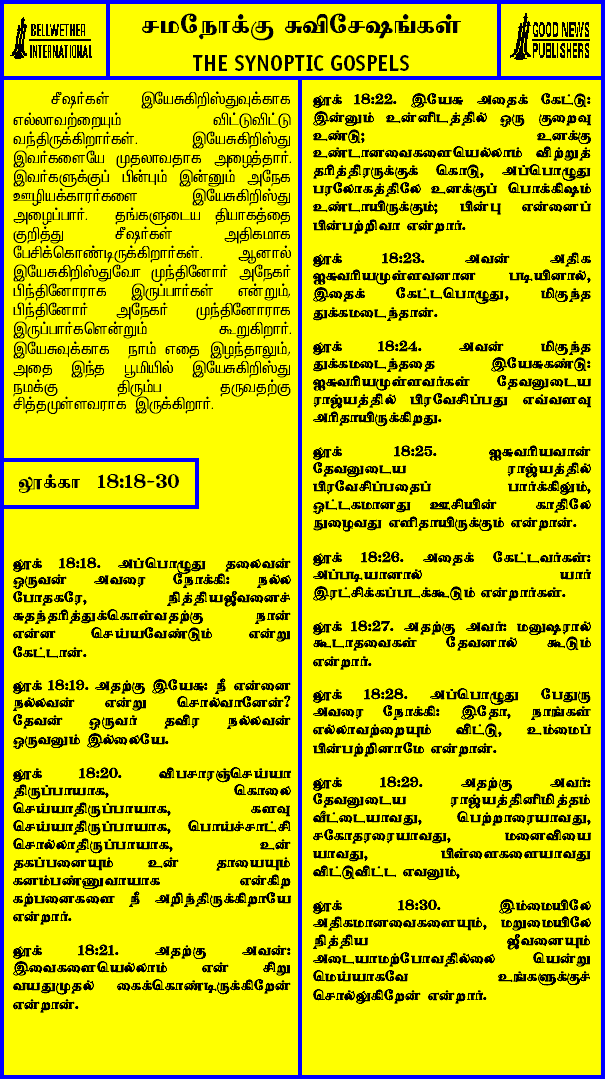 BELLWETHER
INTERNATIONAL
சமநோக்கு சுவிசேஷங்கள்
THE SYNOPTIC GOSPELS
GOOD NEWS
PUBLISHERS
சீஷர்கள் இயேசுகிறிஸ்துவுக்காக
எல்லாவற்றையும் விட்டுவிட்டு
வந்திருக்கிறார்கள். இயேசுகிறிஸ்து
இவர்களையே முதலாவதாக அழைத்தார்.
இவர்களுக்குப் பின்பும் இன்னும் அநேக
ஊழியக்காரர்களை இயேசுகிறிஸ்து
அழைப்பார். தங்களுடைய தியாகத்தை
குறித்து சீஷர்கள் அதிகமாக
பேசிக்கொண்டிருக்கிறார்கள். ஆனால்
இயேசுகிறிஸ்துவோ முந்தினோர் அநேகர்
பிந்தினோராக இருப்பார்கள் என்றும்,
பிந்தினோர் அநேகர் முந்தினோராக
இருப்பார்களென்றும் கூறுகிறார்.
இயேசுவுக்காக நாம் எதை இழந்தாலும்,
அதை இந்த பூமியில் இயேசுகிறிஸ்து
நமக்கு திரும்ப தருவதற்கு
சித்தமுள்ளவராக இருக்கிறார்.
லூக்கா 18:18-30
லூக் 18:18. அப்பொழுது தலைவன்
ஒருவன் அவரை நோக்கி: நல்ல
போதகரே, நித்தியஜீவனைச்
சுதந்தரித்துக்கொள்வதற்கு நான்
என்ன செய்யவேண்டும் என்று
கேட்டான்.
லூக் 18:19. அதற்கு இயேசு: நீ என்னை
நல்லவன் என்று சொல்வானேன்?
தேவன் ஒருவர் தவிர நல்லவன்
ஒருவனும் இல்லையே.
லூக் 18:20. விபசாரஞ்செய்யா
திருப்பாயாக, கொலை
செய்யாதிருப்பாயாக, களவு
செய்யாதிருப்பாயாக, பொய்ச்சாட்சி
சொல்லாதிருப்பாயாக, உன்
தகப்பனையும் உன் தாயையும்
கனம்பண்ணுவாயாக என்கிற
கற்பனைகளை நீ அறிந்திருக்கிறாயே
என்றார்.
லூக் 18:21. அதற்கு அவன்:
இவைகளையெல்லாம் என் சிறு
வயதுமுதல் கைக்கொண்டிருக்கிறேன்
என்றான்.
லூக் 18:22. இயேசு அதைக் கேட்டு:
இன்னும் உன்னிடத்தில் ஒரு குறைவு
உண்டு; உனக்கு
உண்டானவைகளையெல்லாம் விற்றுத்
தரித்திரருக்குக் கொடு, அப்பொழுது
பரலோகத்திலே உனக்குப் பொக்கிஷம்
உண்டாயிருக்கும்; பின்பு என்னைப்
பின்பற்றிவா என்றார்.
லூக் 18:23. அவன் அதிக
ஐசுவரியமுள்ளவனான படியினால்,
இதைக் கேட்டபொழுது, மிகுந்த
துக்கமடைந்தான்.
லூக் 18:24. அவன் மிகுந்த
துக்கமடைந்ததை இயேசுகண்டு:
ஐசுவரியமுள்ளவர்கள் தேவனுடைய
ராஜ்யத்தில் பிரவேசிப்பது எவ்வளவு
அரிதாயிருக்கிறது.
லூக் 18:25. ஐசுவரியவான்
தேவனுடைய ராஜ்யத்தில்
பிரவேசிப்பதைப் பார்க்கிலும்,
ஒட்டகமானது ஊசியின் காதிலே
நுழைவது எளிதாயிருக்கும் என்றான்.
லூக் 18:26. அதைக் கேட்டவர்கள்:
அப்படியானால் யார்
இரட்சிக்கப்படக்கூடும் என்றார்கள்.
லூக் 18:27. அதற்கு அவர்: மனுஷரால்
கூடாதவைகள் தேவனால் கூடும்
என்றார்.
லூக் 18:28. அப்பொழுது பேதுரு
அவரை நோக்கி: இதோ, நாங்கள்
எல்லாவற்றையும் விட்டு, உம்மைப்
பின்பற்றினாமே என்றான்.
லூக் 18:29. அதற்கு அவர்:
தேவனுடைய ராஜ்யத்தினிமித்தம்
வீட்டையாவது, பெற்றாரையாவது,
சகோதரரையாவது, மனைவியை
யாவது, பிள்ளைகளையாவது
விட்டுவிட்ட எவனும்,
லூக் 18:30. இம்மையிலே
அதிகமானவைகளையும், மறுமையிலே
நித்திய ஜீவனையும்
அடையாமற்போவதில்லை யென்று
மெய்யாகவே உங்களுக்குச்
சொல்லுகிறேன் என்றார்.